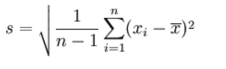 s = √(1/(n − 1) ∑_{i=1}^{n} (x_i − x̅)²)